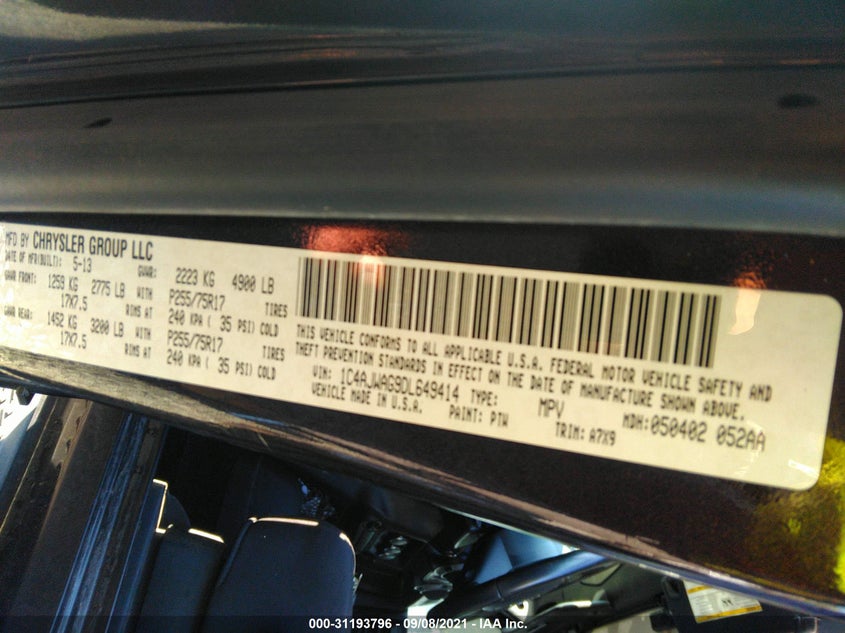 MFD BY CHRYSLER GROUP LLC
DATE OF MFR(BUILT): 5-13 GVWR: 2223 KG 4900 LB
GAWR FRONT: 1259 KG 2775 LB WITH P255/75R17 TIRES
17X7.5 RIMS AT 240 KPA ( 35 PSI) COLD
GAWR REAR: 1452 KG 3200 LB WITH P255/75R17 TIRES
17X7.5 RIMS AT 240 KPA ( 35 PSI) COLD
THIS VEHICLE CONFORMS TO ALL APPLICABLE U.S.A. FEDERAL MOTOR VEHICLE SAFETY AND
THEFT PREVENTION STANDARDS IN EFFECT ON THE DATE OF MANUFACTURE SHOWN ABOVE.
VIN: 1C4AJWAG9DL649414 TYPE: MPV MDH: 050402 052AA
VEHICLE MADE IN U.S.A. PAINT: PTW TRIM: A7X9
000-31193796 - 09/08/2021 - IAA Inc.